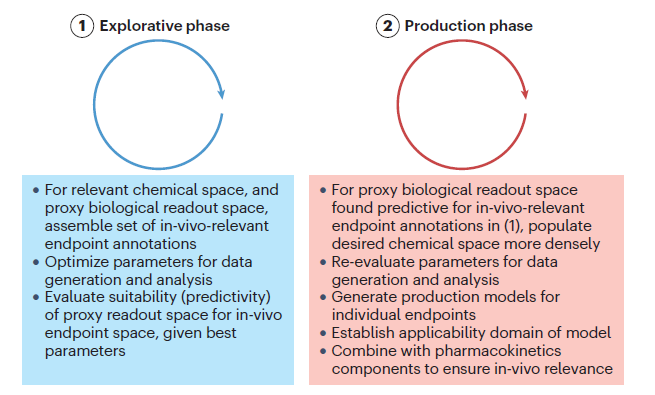 1 Explorative phase
2 Production phase
• For relevant chemical space, and
proxy biological readout space,
assemble set of in-vivo-relevant
endpoint annotations
• Optimize parameters for data
generation and analysis
• Evaluate suitability (predictivity)
of proxy readout space for in-vivo
endpoint space, given best
parameters
• For proxy biological readout space
found predictive for in-vivo-relevant
endpoint annotations in (1), populate
desired chemical space more densely
• Re-evaluate parameters for data
generation and analysis
• Generate production models for
individual endpoints
• Establish applicability domain of model
• Combine with pharmacokinetics
components to ensure in-vivo relevance